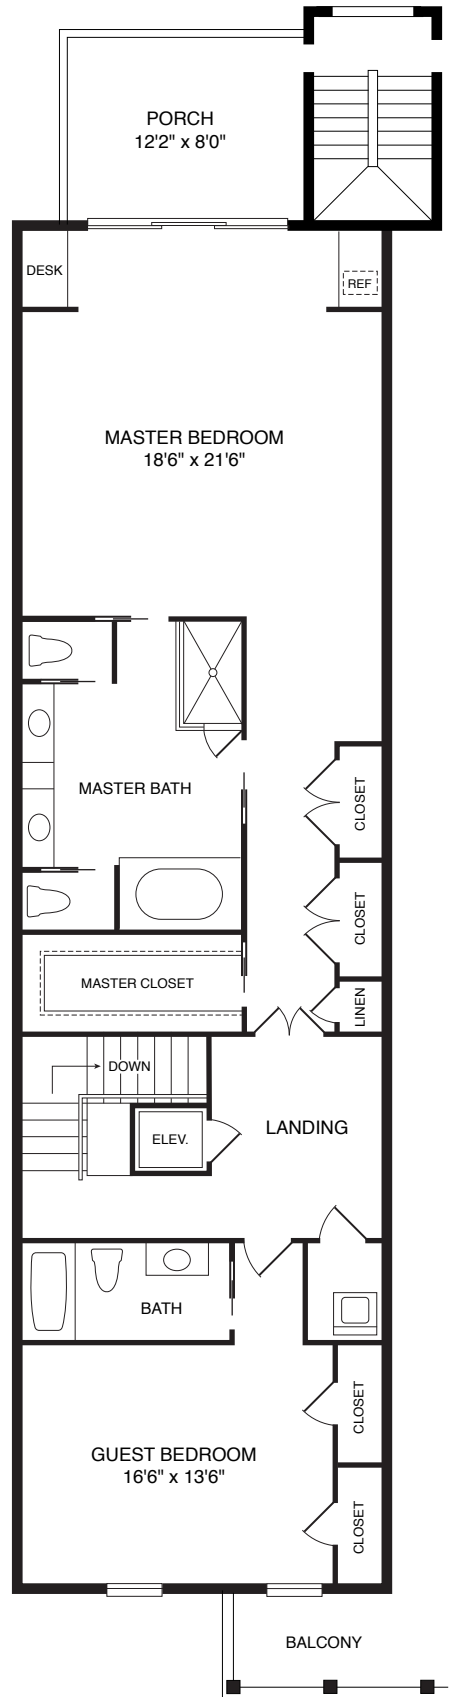 PORCH
12'2" x 8'0"
DESK
REF
MASTER BEDROOM
18'6" x 21'6"
MASTER BATH
CLOSET
CLOSET
MASTER CLOSET
LINEN
DOWN
ELEV.
LANDING
BATH
CLOSET
GUEST BEDROOM
16'6" x 13'6"
CLOSET
BALCONY